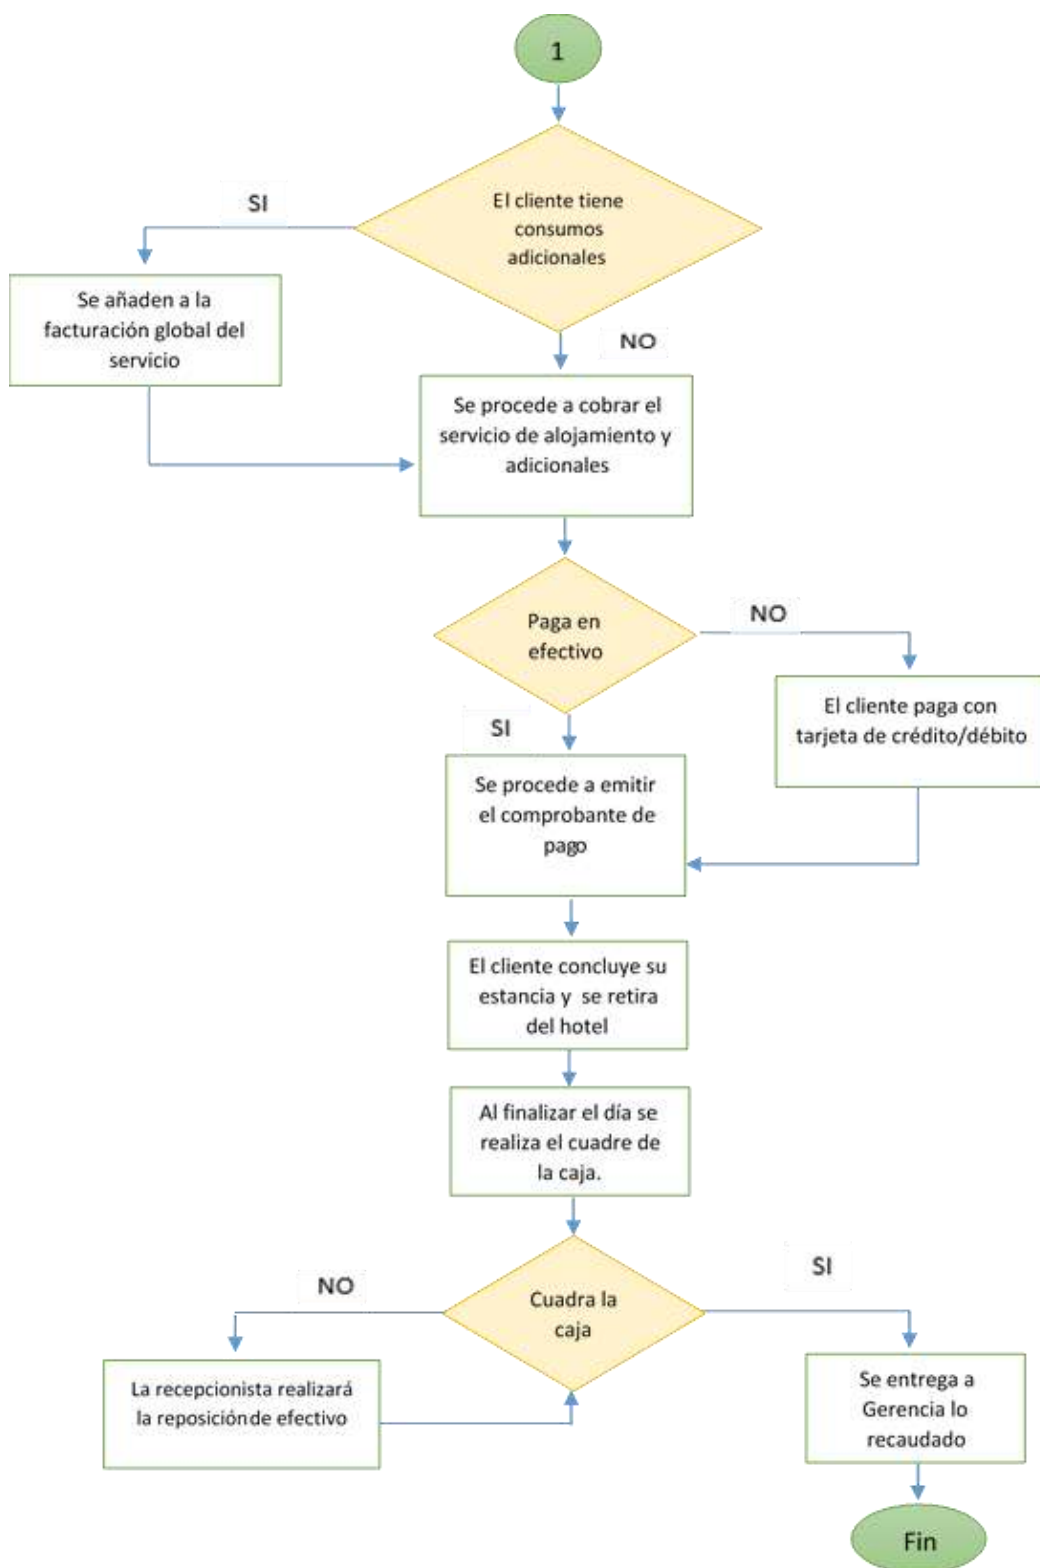 1
El cliente tiene
consumos
adicionales
SI
Se añaden a la
facturación global del
servicio
NO
Se procede a cobrar el
servicio de alojamiento y
adicionales
Paga en
efectivo
NO
El cliente paga con
tarjeta de crédito/débito
SI
Se procede a emitir
el comprobante de
pago
El cliente concluye su
estancia y se retira
del hotel
Al finalizar el día se
realiza el cuadre de
la caja.
Cuadra la
caja
NO
SI
La recepcionista realizará
la reposición de efectivo
Se entrega a
Gerencia lo
recaudado
Fin